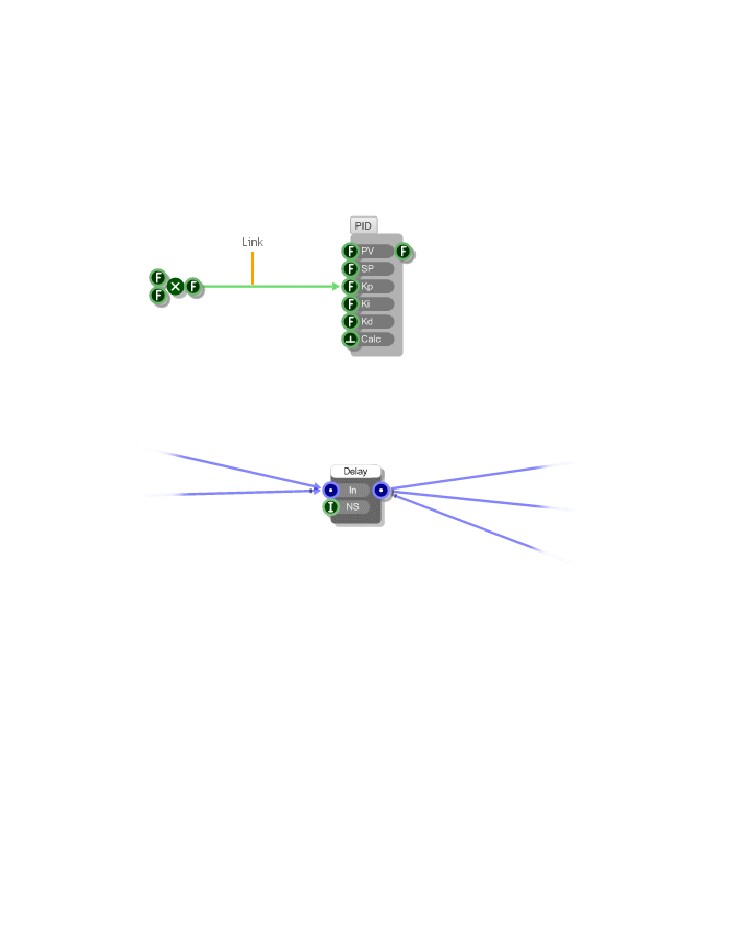 PID
Link
F PV F
F SP
F
F Kp
F
F Ki
F Kd
Calc
Delay
In
I NS